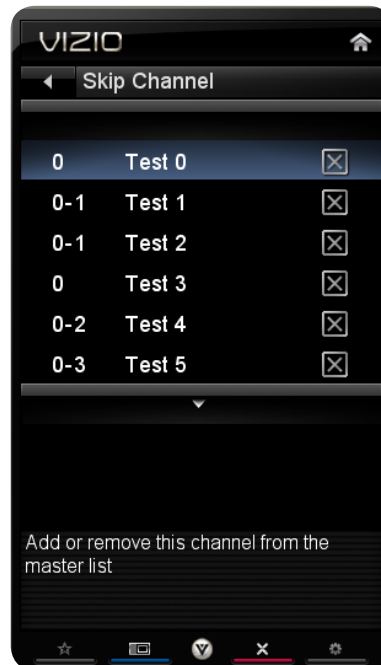 VIZIO
Skip Channel
0 Test 0
0-1 Test 1
0-1 Test 2
0 Test 3
0-2 Test 4
0-3 Test 5
Add or remove this channel from the
master list
V